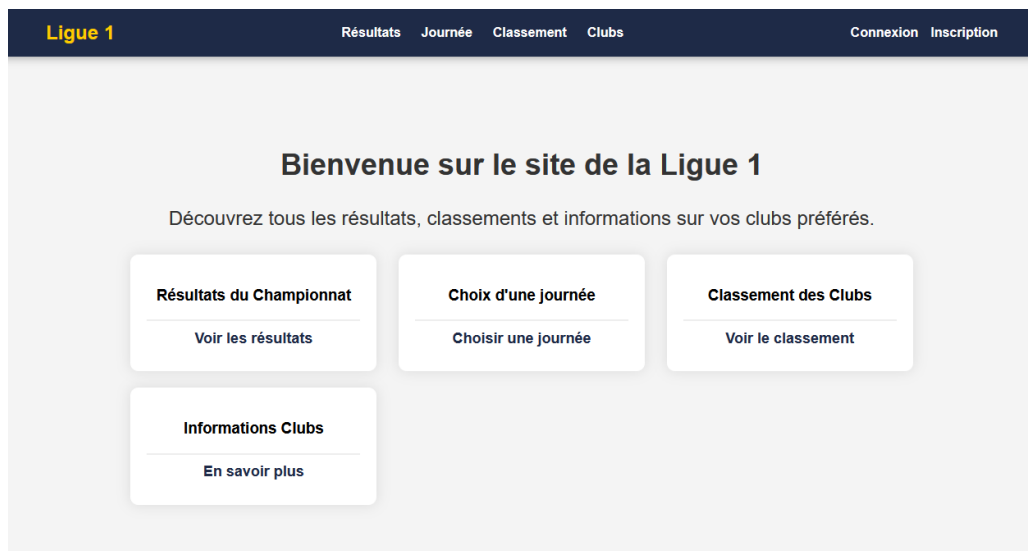 Ligue 1 Résultats Journée Classement Clubs Connexion Inscription
Bienvenue sur le site de la Ligue 1
Découvrez tous les résultats, classements et informations sur vos clubs préférés.
Résultats du Championnat
Voir les résultats
Choix d'une journée
Choisir une journée
Classement des Clubs
Voir le classement
Informations Clubs
En savoir plus